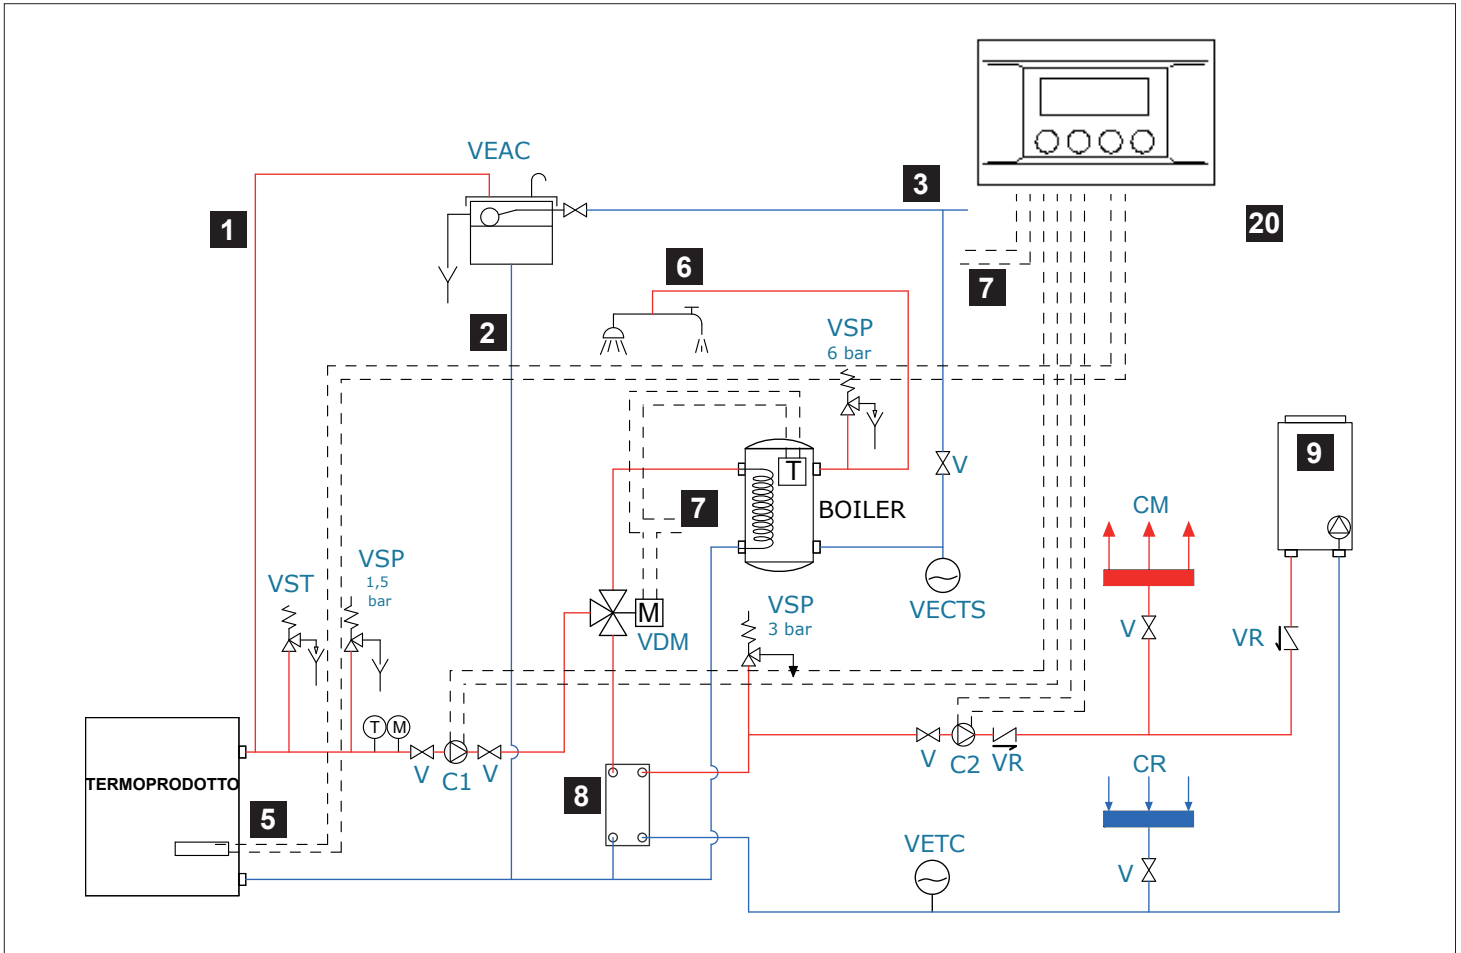 VEAC
3
1
20
6
7
2
VSP
6 bar
T
9
7
BOILER
CM
VST
VSP
1,5
bar
VECTS
VSP
3 bar
M
VDM
V
V
VR
T
M
TERMOPRODOTTO
V
C1
V
V
C2
VR
CR
8
5
VETC
V